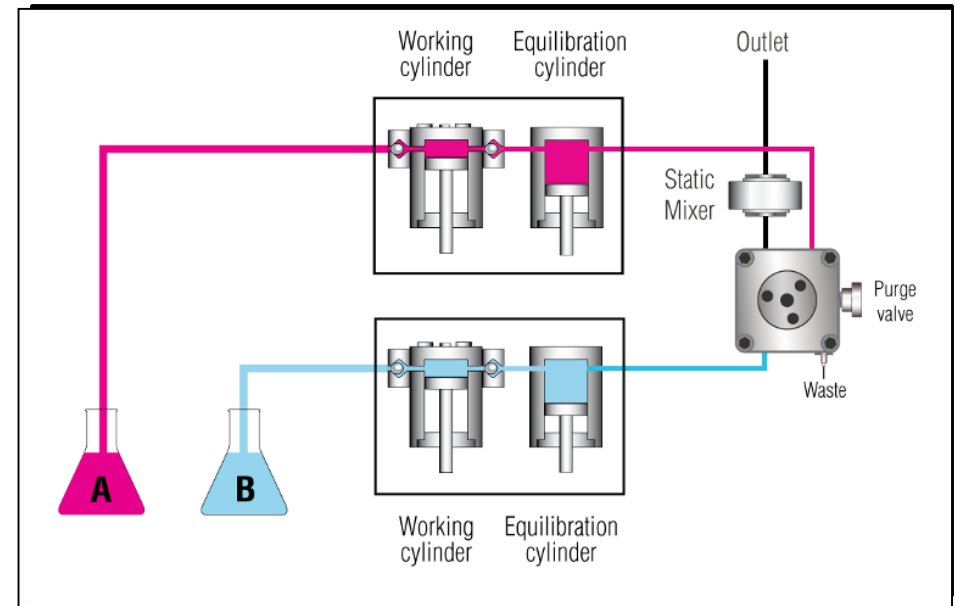 Working
cylinder
Equilibration
cylinder
Outlet
Static
Mixer
Purge
valve
Waste
A
B
Working
cylinder
Equilibration
cylinder